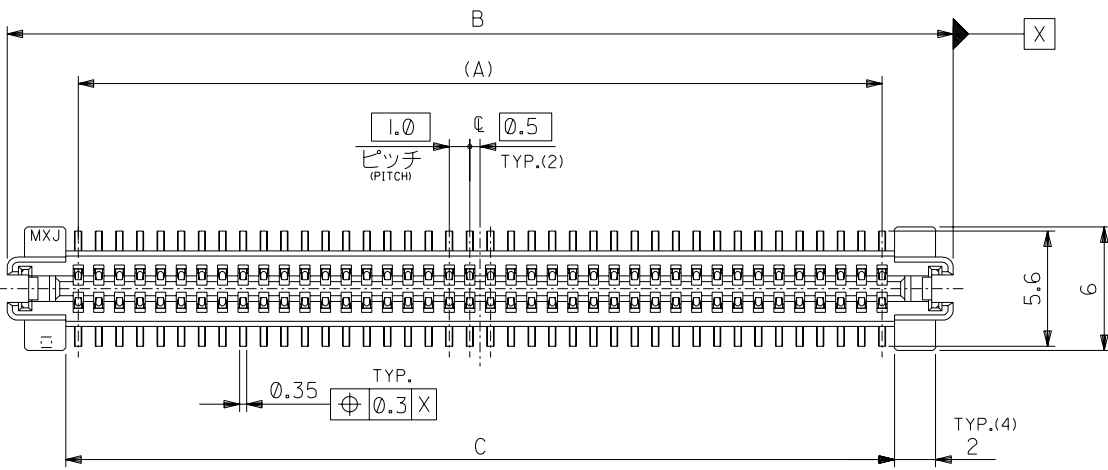 B
X
(A)
1.0
℄
0.5
ピッチ
(PITCH)
TYP.(2)
MXJ
5.6
6
TYP.
0.35
⌖ 0.3 X
TYP.(4)
C
2